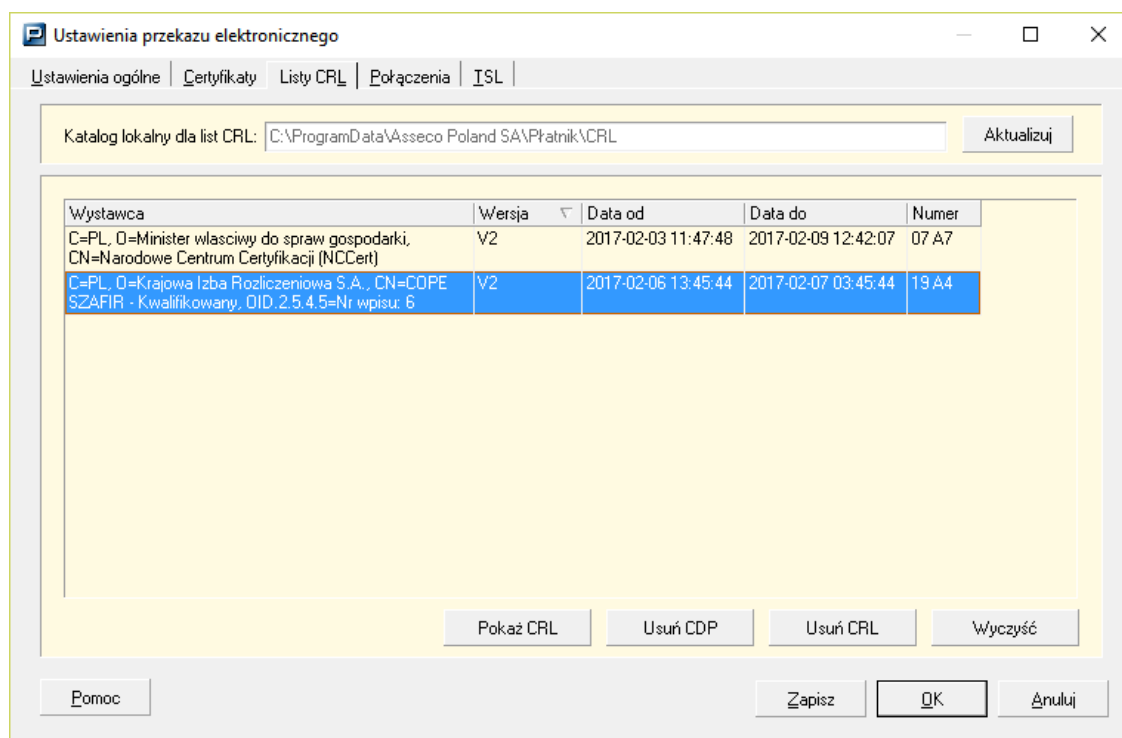 Ustawienia przekazu elektronicznego
Ustawienia ogólne Certyfikaty Listy CRL Połączenia TSL
Katalog lokalny dla list CRL: C:\ProgramData\Asseco Poland SA\Płatnik\CRL Aktualizuj
Wystawca Wersja Data od Data do Numer
C=PL, O=Minister wlasciwy do spraw gospodarki, V2 2017-02-03 11:47:48 2017-02-09 12:42:07 07 A7
CN=Narodowe Centrum Certyfikacji (NCCert)
C=PL, O=Krajowa Izba Rozliczeniowa S.A., CN=COPE V2 2017-02-06 13:45:44 2017-02-07 03:45:44 19 A4
SZAFIR - Kwalifikowany, OID.2.5.4.5=Nr wpisu: 6
Pokaż CRL Usuń CDP Usuń CRL Wyczyść
Pomoc Zapisz OK Anuluj